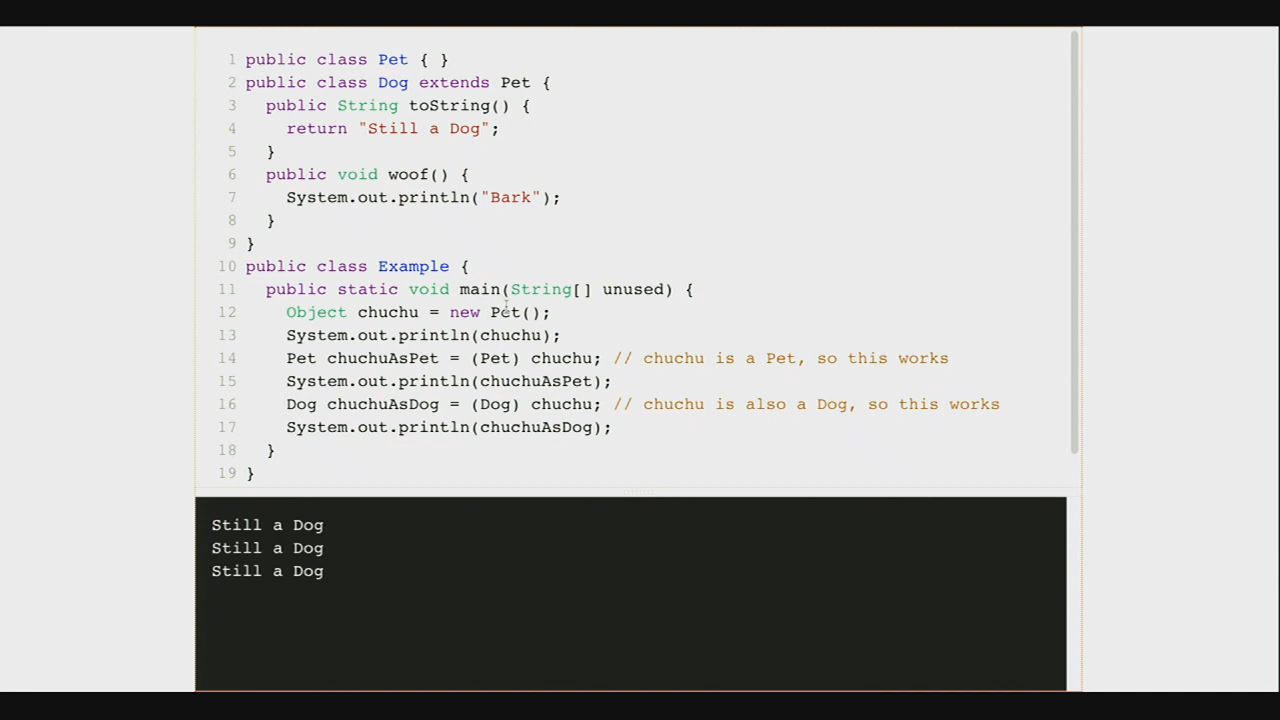 1 public class Pet { }
2 public class Dog extends Pet {
3   public String toString() {
4     return "Still a Dog";
5   }
6   public void woof() {
7     System.out.println("Bark");
8   }
9 }
10 public class Example {
11   public static void main(String[] unused) {
12     Object chuchu = new Pet();
13     System.out.println(chuchu);
14     Pet chuchuAsPet = (Pet) chuchu; // chuchu is a Pet, so this works
15     System.out.println(chuchuAsPet);
16     Dog chuchuAsDog = (Dog) chuchu; // chuchu is also a Dog, so this works
17     System.out.println(chuchuAsDog);
18   }
19 }
Still a Dog
Still a Dog
Still a Dog